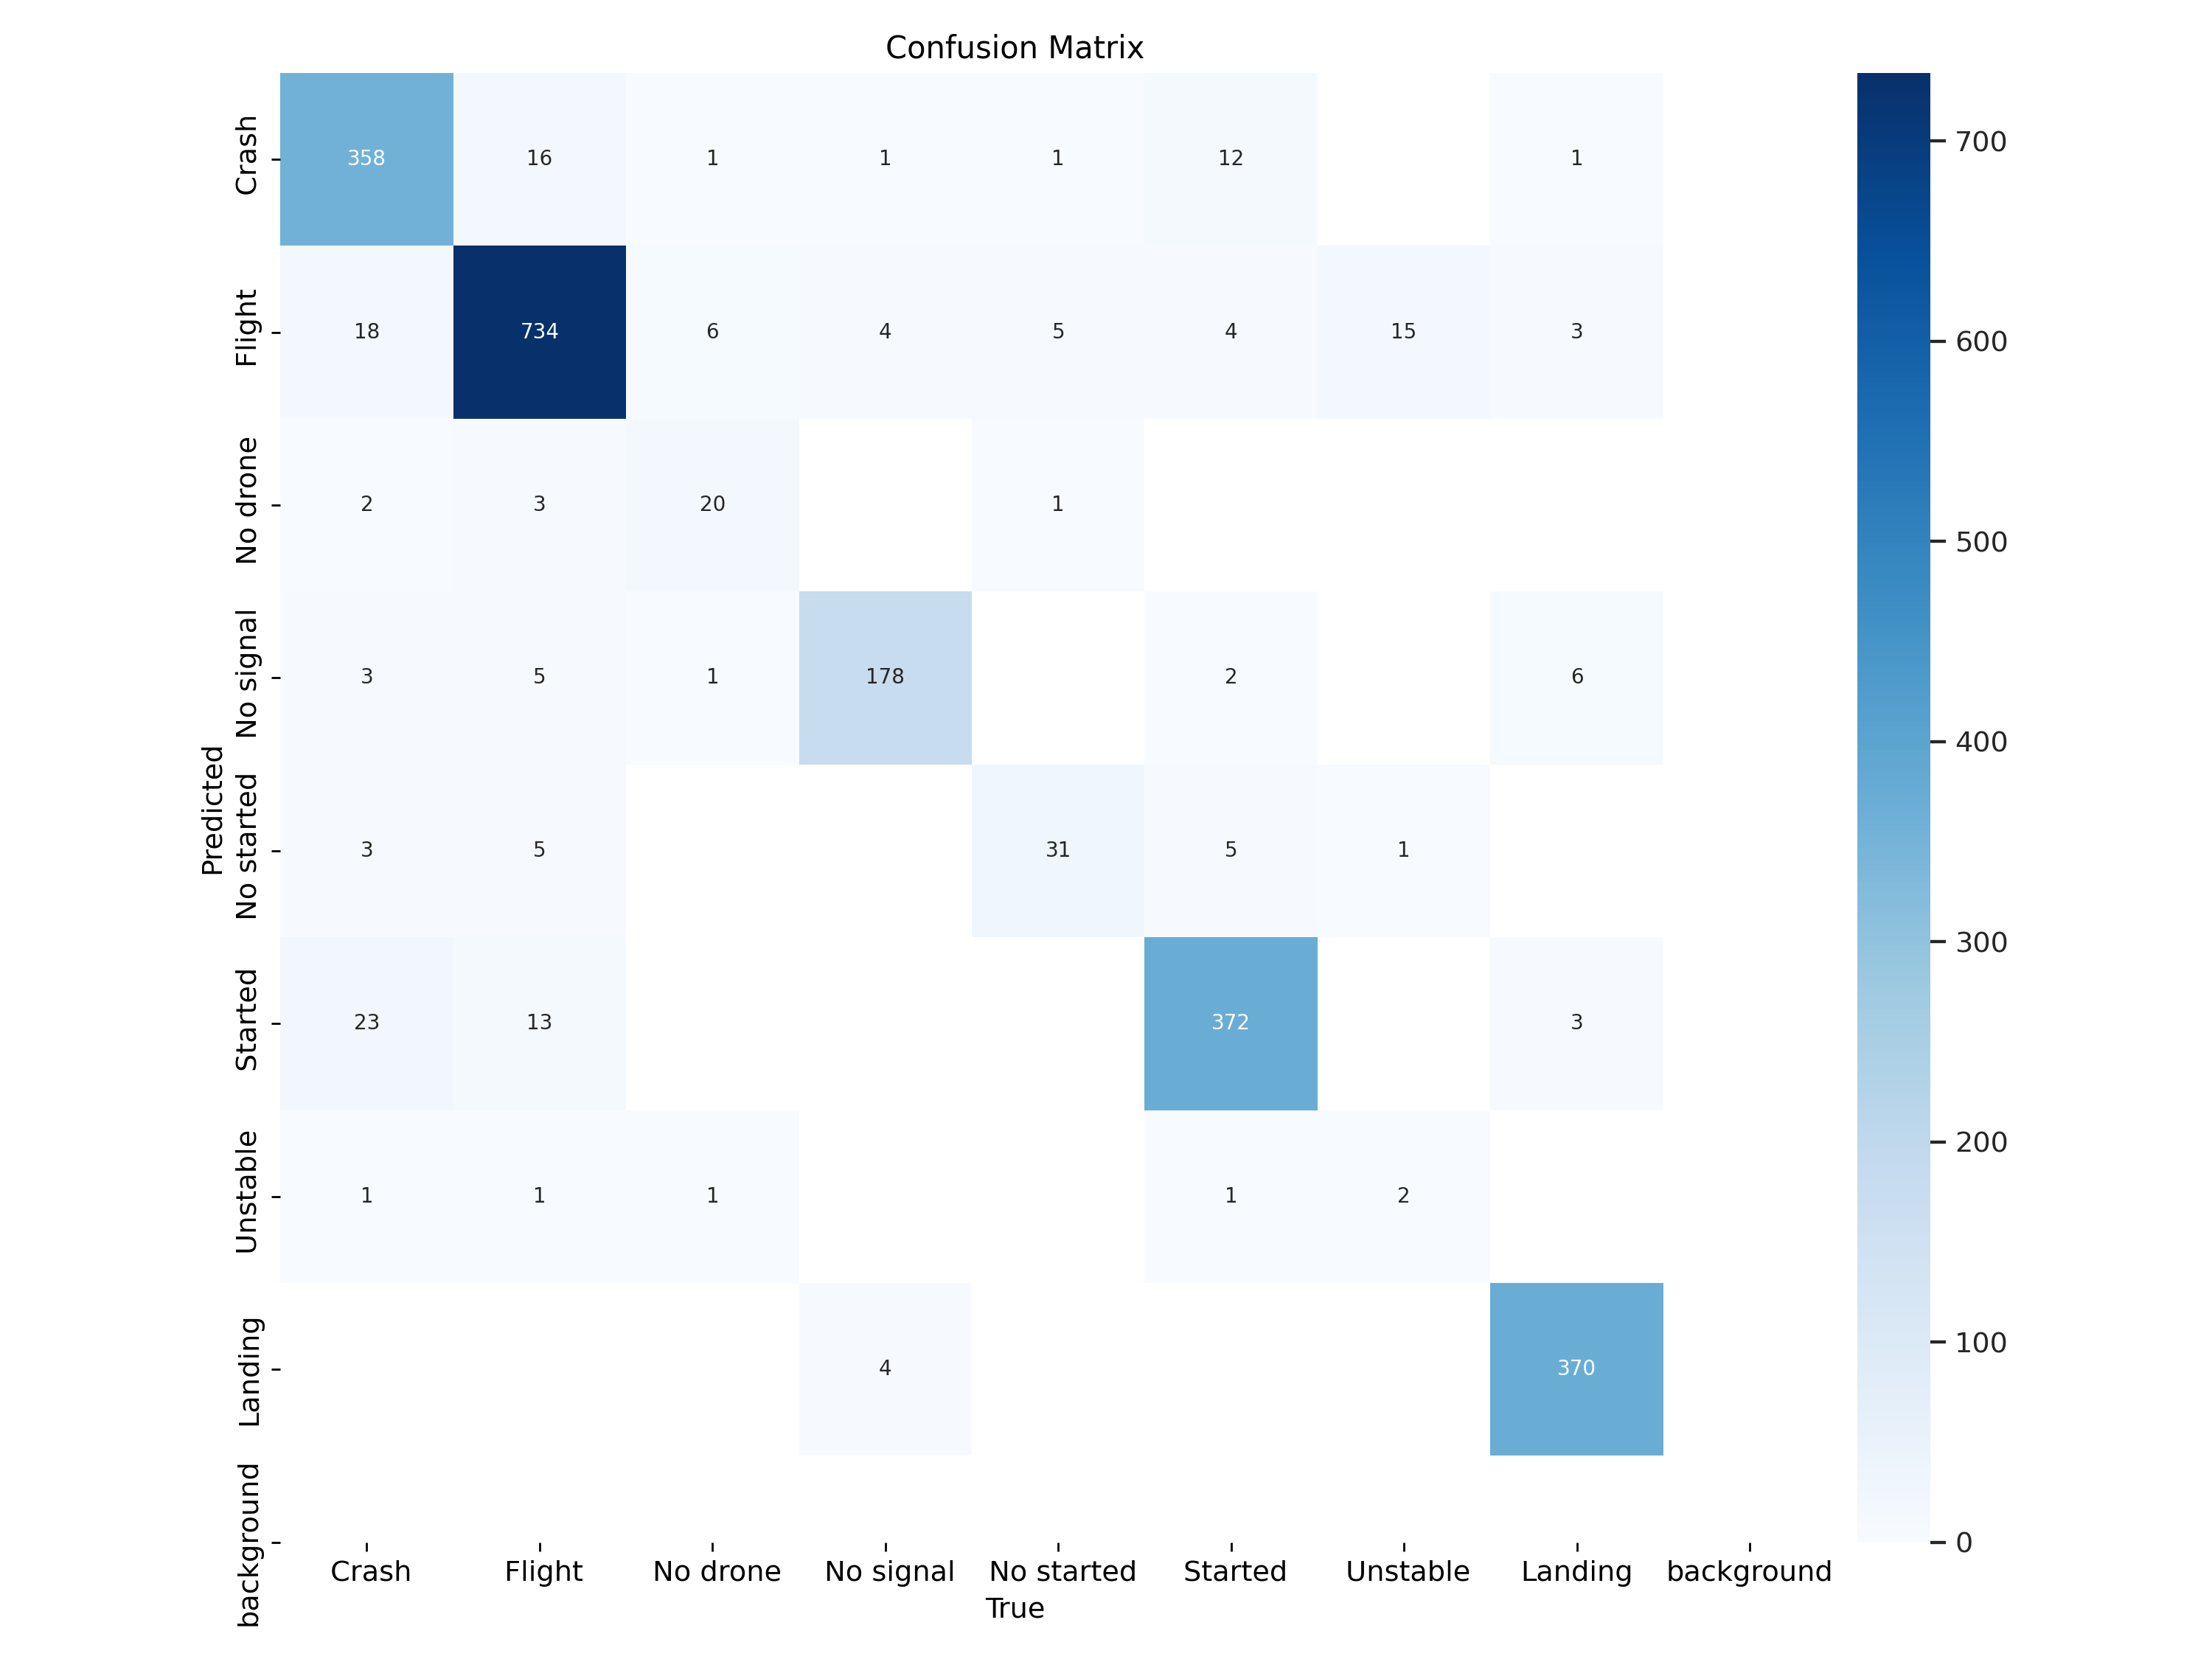 Confusion Matrix
Crash 358 16 1 1 1 12 1
Flight 18 734 6 4 5 4 15 3
No drone 2 3 20 1
No signal 3 5 1 178 2 6
No started 3 5 31 5 1
Started 23 13 372 3
Unstable 1 1 1 1 2
Landing 4 370
background
Predicted
Crash Flight No drone No signal No started Started Unstable Landing background
True
700
600
500
400
300
200
100
0